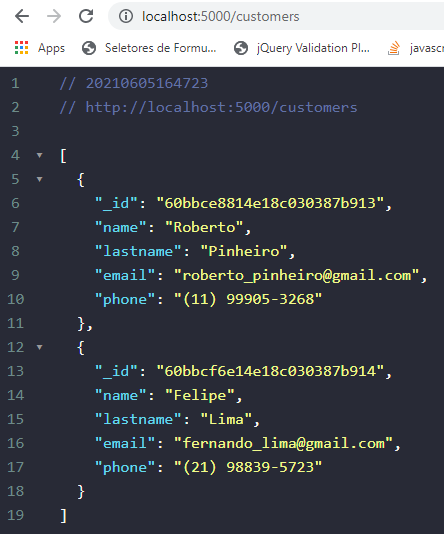 localhost:5000/customers
Apps Seletores de Formu... jQuery Validation Pl... javascr
1 // 20210605164723
2 // http://localhost:5000/customers
3
4 [
5 {
6 "_id": "60bbce8814e18c030387b913",
7 "name": "Roberto",
8 "lastname": "Pinheiro",
9 "email": "roberto_pinheiro@gmail.com",
10 "phone": "(11) 99905-3268"
11 },
12 {
13 "_id": "60bbcf6e14e18c030387b914",
14 "name": "Felipe",
15 "lastname": "Lima",
16 "email": "fernando_lima@gmail.com",
17 "phone": "(21) 98839-5723"
18 }
19 ]